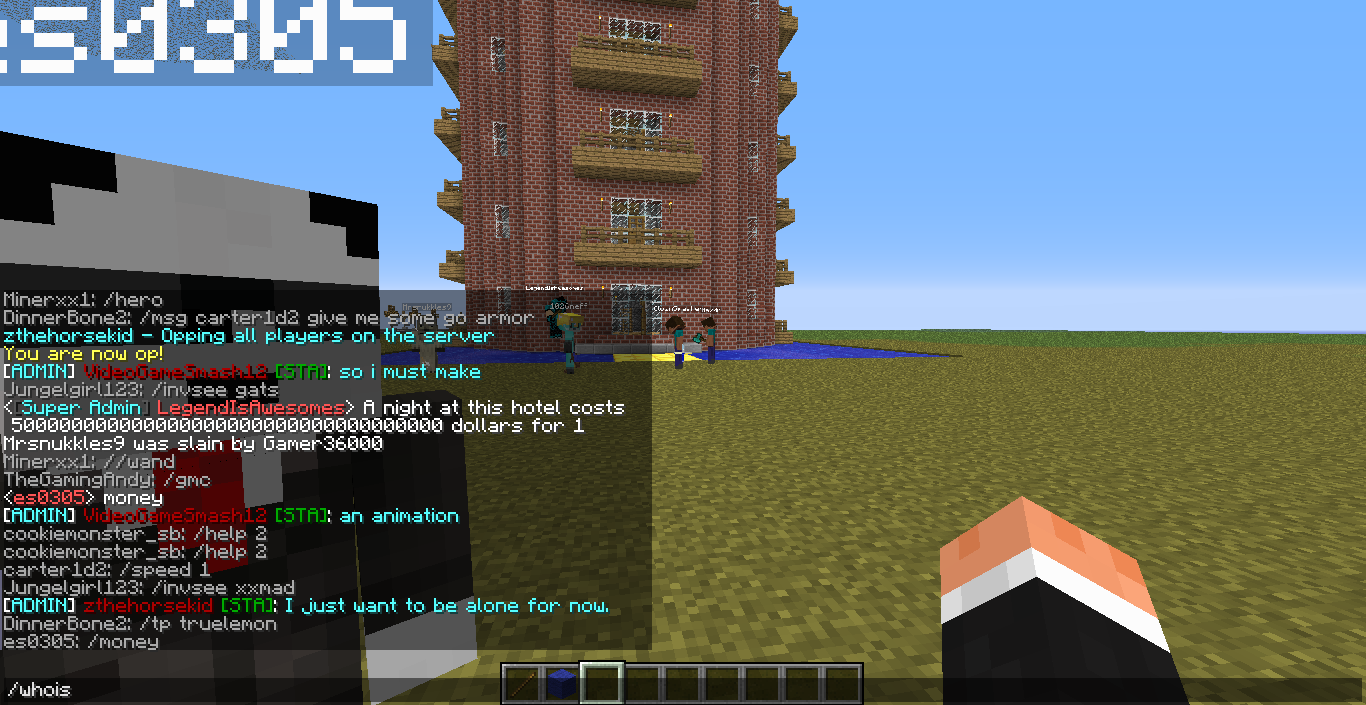 es0305
LegendIsAwesomes
Mrsnukkles9
Minerxx1: /hero
DinnerBone2: /msg carter1d2 give me some go armor
zthehorsekid - Opping all players on the server
You are now op!
[ADMIN] VideoGameSmash12 [STA]: so i must make
Jungelgirl123: /invsee gats
<[Super Admin] LegendIsAwesomes> A night at this hotel costs
dollars for 1
Mrsnukkles9 was slain by Gamer36000
Minerxx1: //wand
TheGamingAndy: /gmc
<es0305> money
[ADMIN] VideoGameSmash12 [STA]: an animation
cookiemonster_sb: /help 2
cookiemonster_sb: /help 2
carter1d2: /speed 1
Jungelgirl123: /invsee xxmad
[ADMIN] zthehorsekid [STA]: I just want to be alone for now.
DinnerBone2: /tp truelemon
es0305: /money
/whois